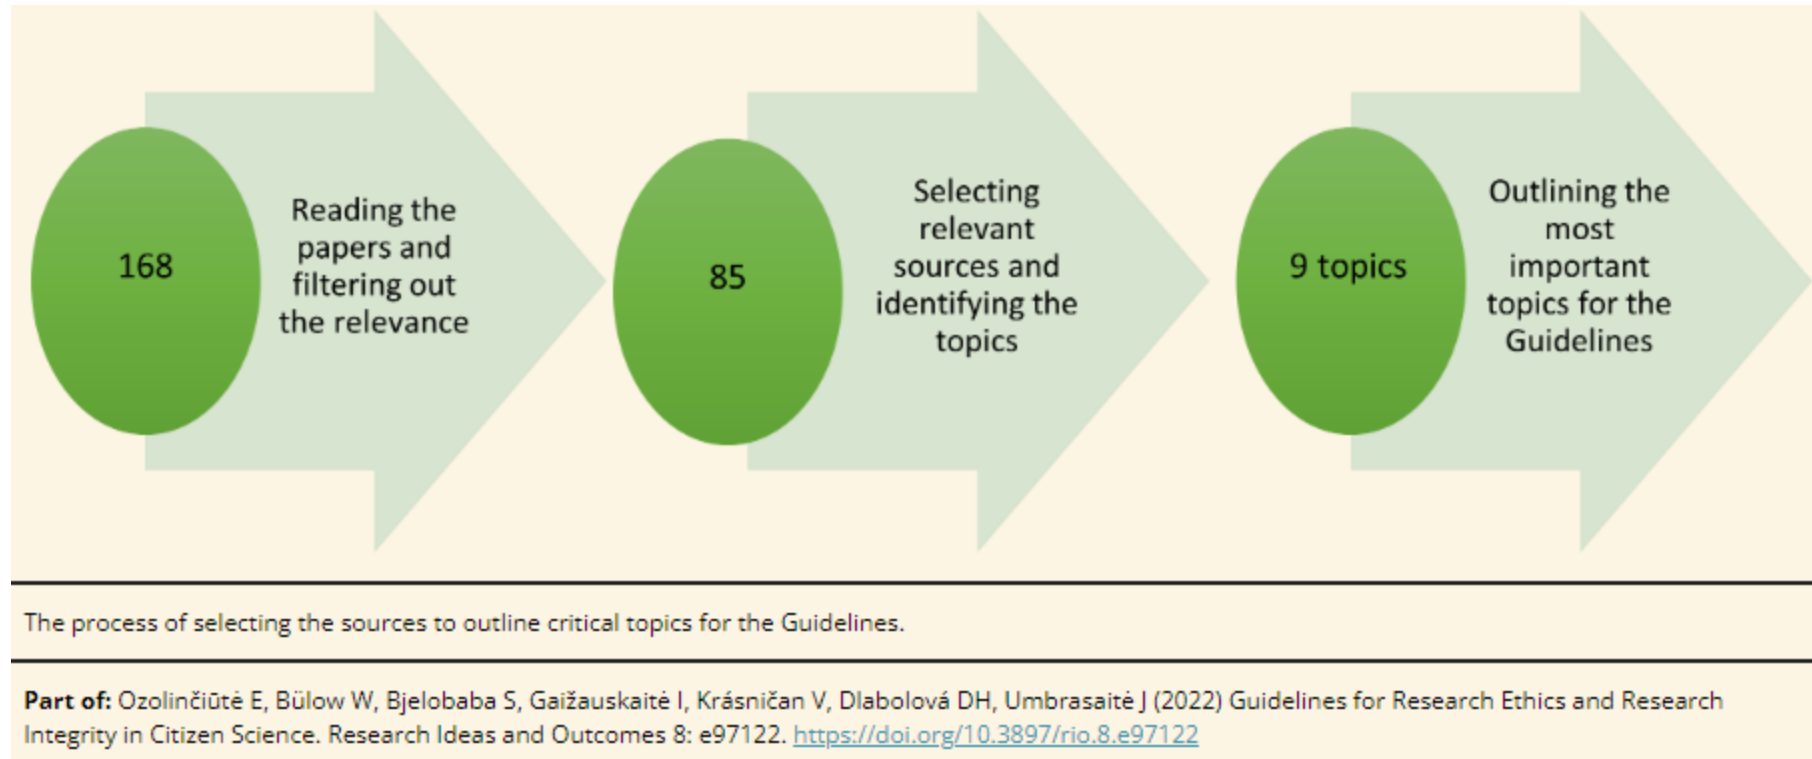 168
Reading the
papers and
filtering out
the relevance
85
Selecting
relevant
sources and
identifying the
topics
9 topics
Outlining the
most
important
topics for the
Guidelines
The process of selecting the sources to outline critical topics for the Guidelines.
Part of: Ozolinčiūtė E, Bülow W, Bjelobaba S, Gaižauskaitė I, Krásničan V, Dlabolová DH, Umbrasaitė J (2022) Guidelines for Research Ethics and Research
Integrity in Citizen Science. Research Ideas and Outcomes 8: e97122. https://doi.org/10.3897/rio.8.e97122